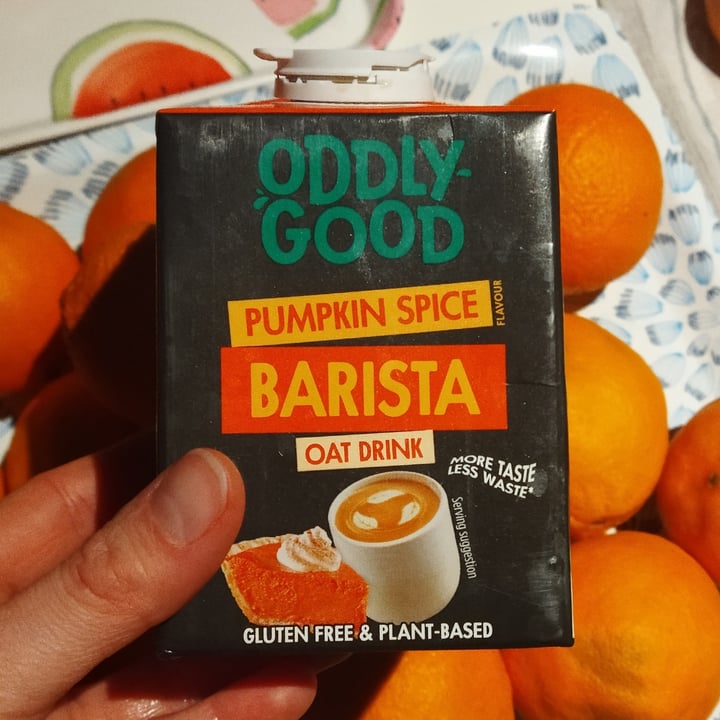 ODDLY
GOOD
PUMPKIN SPICE
FLAVOUR
BARISTA
OAT DRINK
MORE TASTE
LESS WASTE*
Serving suggestion
GLUTEN FREE & PLANT-BASED